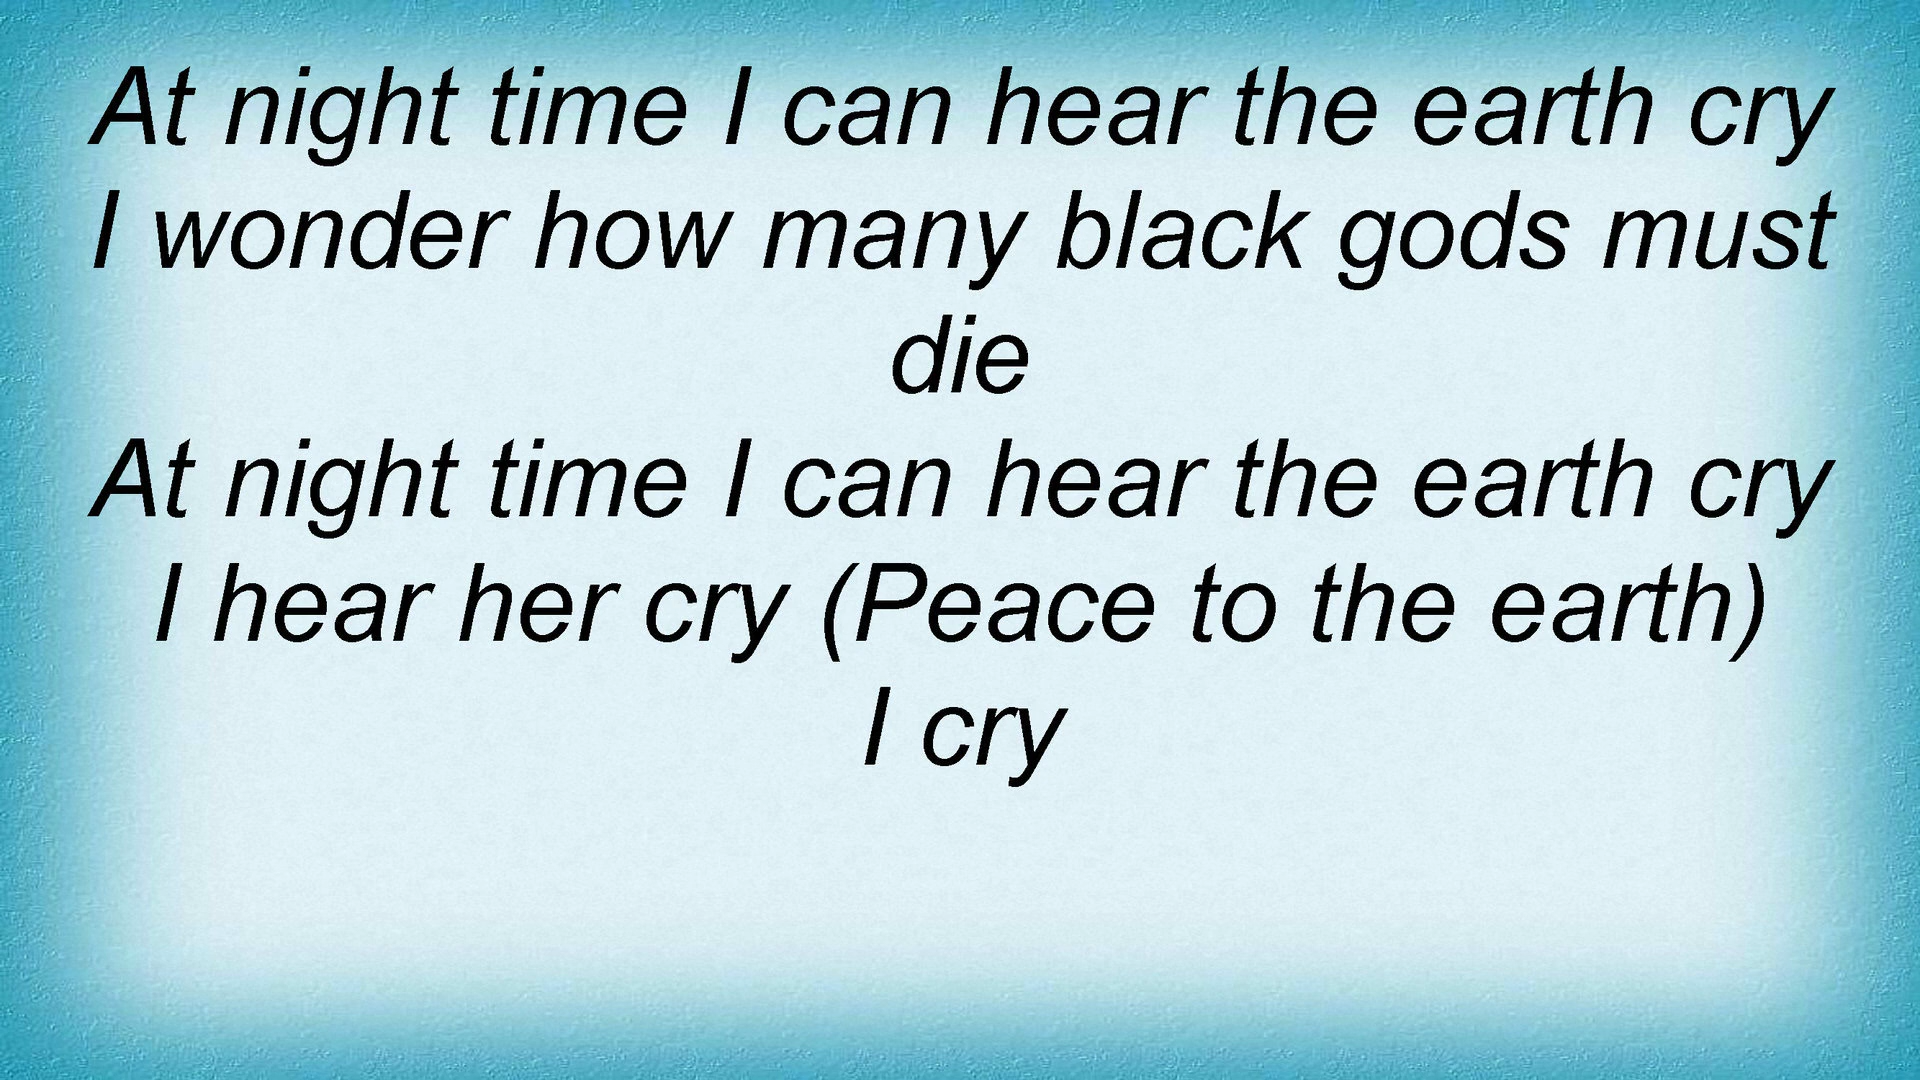 At night time I can hear the earth cry
I wonder how many black gods must
die
At night time I can hear the earth cry
I hear her cry (Peace to the earth)
I cry